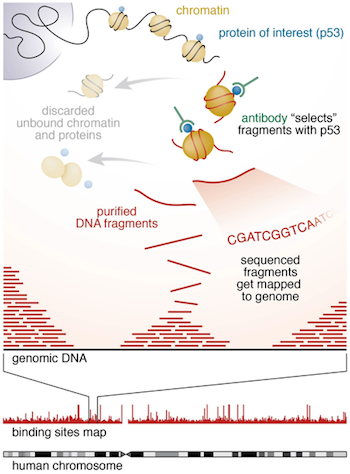 chromatin
protein of interest (p53)
discarded
unbound chromatin
and proteins
antibody "selects"
fragments with p53
purified
DNA fragments
CGATCGGTCAATC
sequenced
fragments
get mapped
to genome
genomic DNA
binding sites map
human chromosome